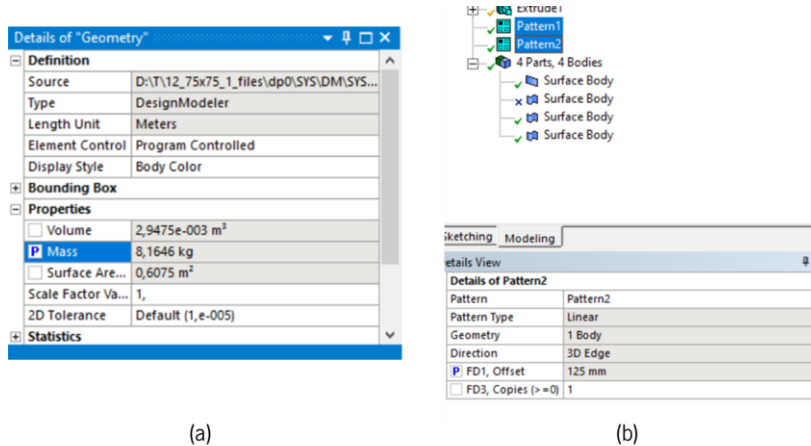 Details of "Geometry"
Definition
Source D:\T\12_75x75_1_files\dp0\SYS\DM\SYS...
Type DesignModeler
Length Unit Meters
Element Control Program Controlled
Display Style Body Color
Bounding Box
Properties
Volume 2,9475e-003 m³
P Mass 8,1646 kg
Surface Are... 0,6075 m²
Scale Factor Va... 1,
2D Tolerance Default (1,e-005)
Statistics
(a)
Extrude1
Pattern1
Pattern2
4 Parts, 4 Bodies
Surface Body
Surface Body
Surface Body
Surface Body
Sketching Modeling
etails View
Details of Pattern2
Pattern Pattern2
Pattern Type Linear
Geometry 1 Body
Direction 3D Edge
P FD1, Offset 125 mm
FD3, Copies (>=0) 1
(b)